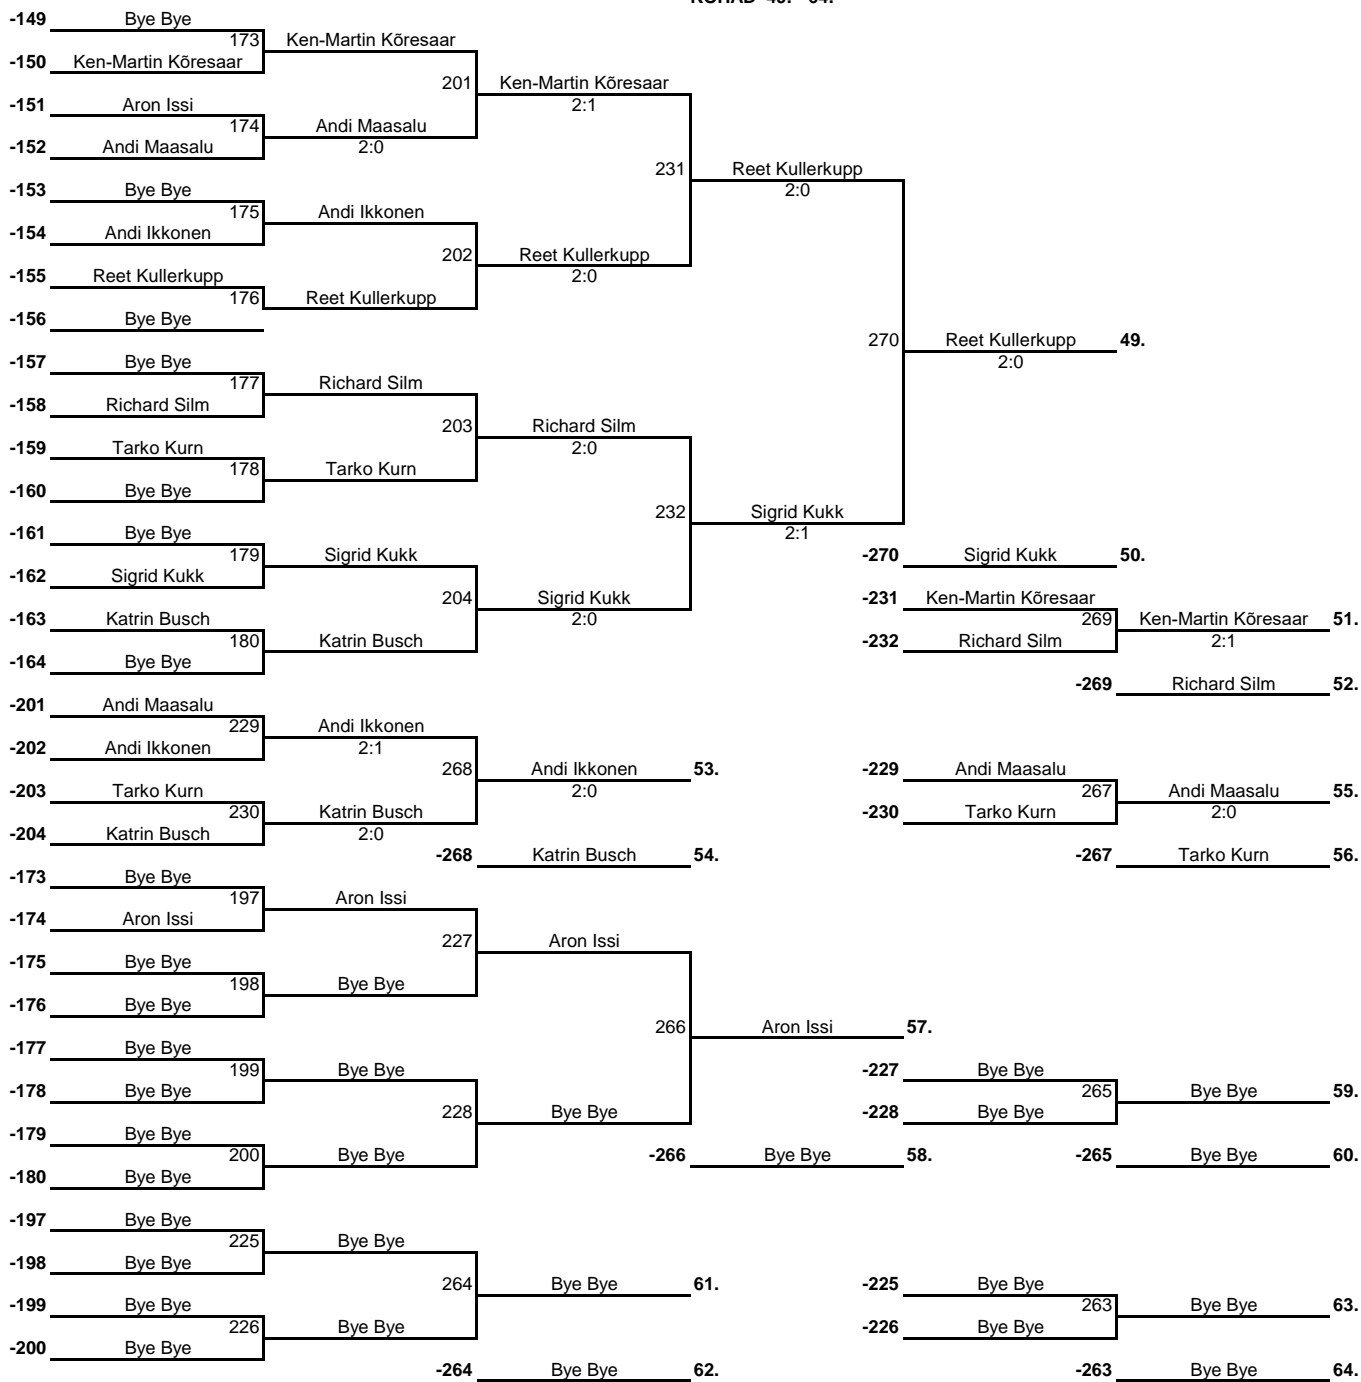 -149 Bye Bye
173 Ken-Martin Kõresaar
-150 Ken-Martin Kõresaar
201 Ken-Martin Kõresaar
2:1
-151 Aron Issi
174 Andi Maasalu
2:0
-152 Andi Maasalu
231 Reet Kullerkupp
2:0
-153 Bye Bye
175 Andi Ikkonen
-154 Andi Ikkonen
202 Reet Kullerkupp
2:0
-155 Reet Kullerkupp
176 Reet Kullerkupp
-156 Bye Bye
270 Reet Kullerkupp 49.
2:0
-157 Bye Bye
177 Richard Silm
-158 Richard Silm
203 Richard Silm
2:0
-159 Tarko Kurn
178 Tarko Kurn
-160 Bye Bye
232 Sigrid Kukk
2:1
-161 Bye Bye
179 Sigrid Kukk
-270 Sigrid Kukk 50.
-162 Sigrid Kukk
204 Sigrid Kukk
2:0
-231 Ken-Martin Kõresaar
-163 Katrin Busch
269 Ken-Martin Kõresaar 51.
2:1
180 Katrin Busch
-232 Richard Silm
-164 Bye Bye
-269 Richard Silm 52.
-201 Andi Maasalu
229 Andi Ikkonen
2:1
-202 Andi Ikkonen
268 Andi Ikkonen 53.
2:0
-229 Andi Maasalu
-203 Tarko Kurn
267 Andi Maasalu 55.
2:0
230 Katrin Busch
2:0
-230 Tarko Kurn
-204 Katrin Busch
-268 Katrin Busch 54.
-267 Tarko Kurn 56.
-173 Bye Bye
197 Aron Issi
-174 Aron Issi
227 Aron Issi
-175 Bye Bye
198 Bye Bye
-176 Bye Bye
266 Aron Issi 57.
-177 Bye Bye
199 Bye Bye
-227 Bye Bye
-178 Bye Bye
265 Bye Bye 59.
228 Bye Bye
-228 Bye Bye
-179 Bye Bye
200 Bye Bye
-266 Bye Bye 58.
-265 Bye Bye 60.
-180 Bye Bye
-197 Bye Bye
225 Bye Bye
-198 Bye Bye
264 Bye Bye 61.
-225 Bye Bye
-199 Bye Bye
263 Bye Bye 63.
226 Bye Bye
-226 Bye Bye
-200 Bye Bye
-264 Bye Bye 62.
-263 Bye Bye 64.